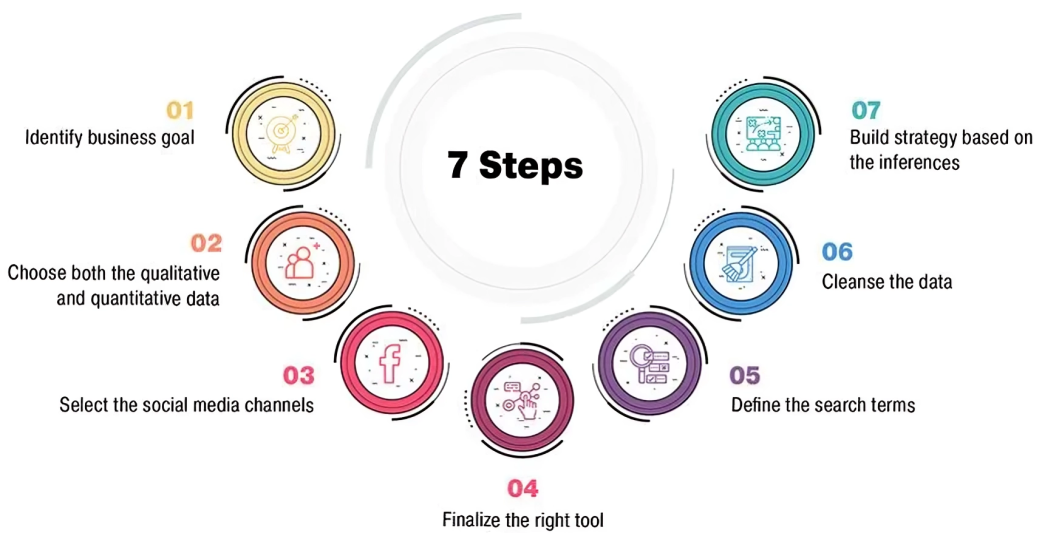 7 Steps
01
Identify business goal
02
Choose both the qualitative
and quantitative data
03
Select the social media channels
04
Finalize the right tool
05
Define the search terms
06
Cleanse the data
07
Build strategy based on
the inferences